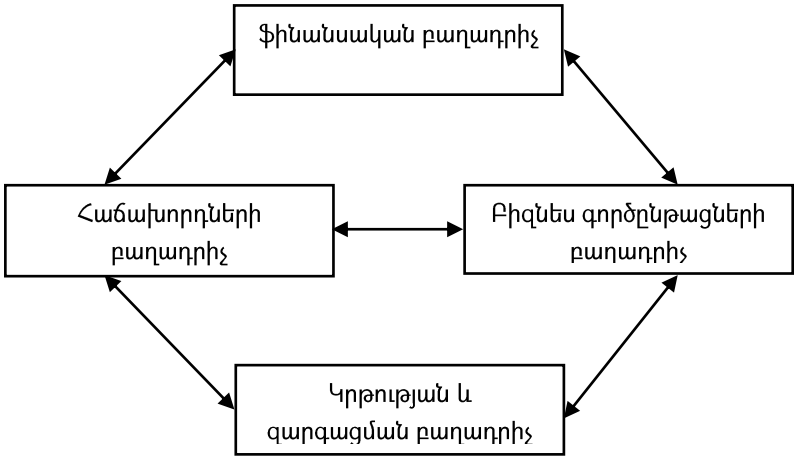 ֆինանսական բաղադրիչ
Հաճախորդների
բաղադրիչ
Բիզնես գործընթացների
բաղադրիչ
Կրթության և
զարգացման բաղադրիչ